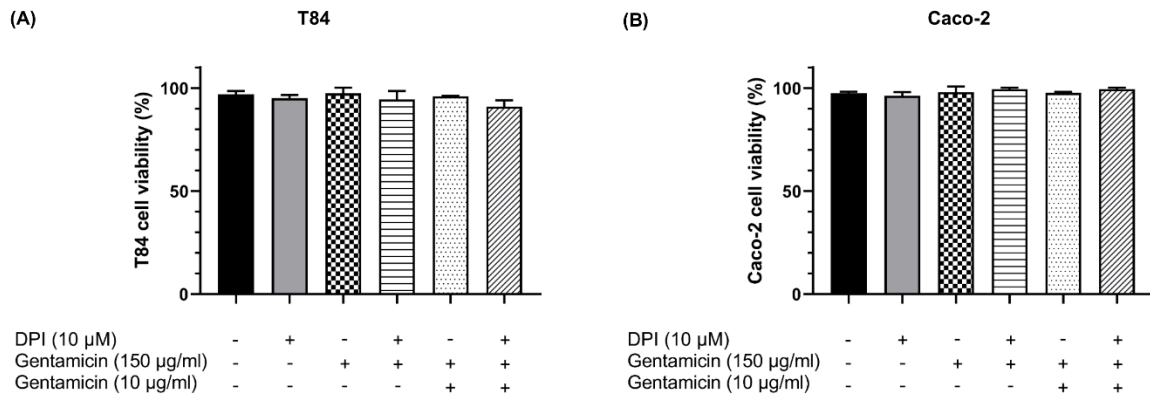 (A)
T84
T84 cell viability (%)
100
50
0
DPI (10 µM) - + - + - +
Gentamicin (150 µg/ml) - - + + + +
Gentamicin (10 µg/ml) - - - - + +
(B)
Caco-2
Caco-2 cell viability (%)
100
50
0
DPI (10 µM) - + - + - +
Gentamicin (150 µg/ml) - - + + + +
Gentamicin (10 µg/ml) - - - - + +